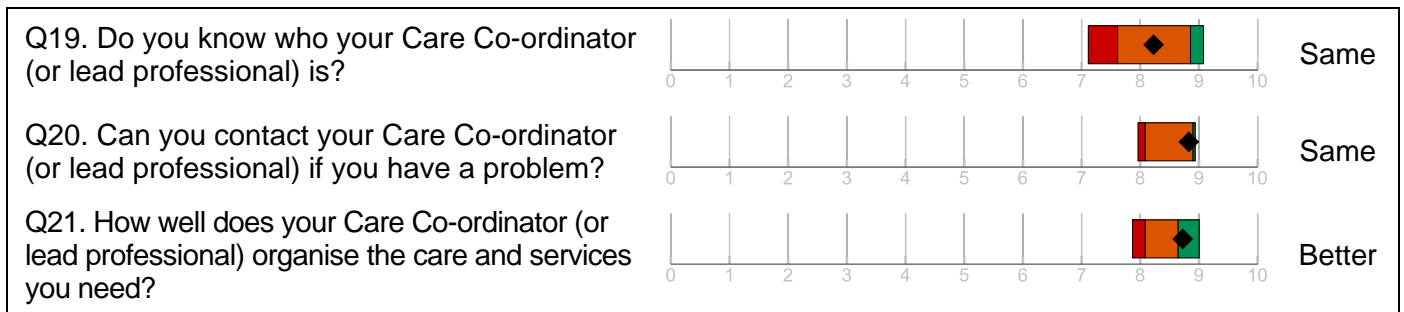 Q19. Do you know who your Care Co-ordinator
(or lead professional) is?
0 1 2 3 4 5 6 7 8 9 10
Same
Q20. Can you contact your Care Co-ordinator
(or lead professional) if you have a problem?
0 1 2 3 4 5 6 7 8 9 10
Same
Q21. How well does your Care Co-ordinator (or
lead professional) organise the care and services
you need?
0 1 2 3 4 5 6 7 8 9 10
Better